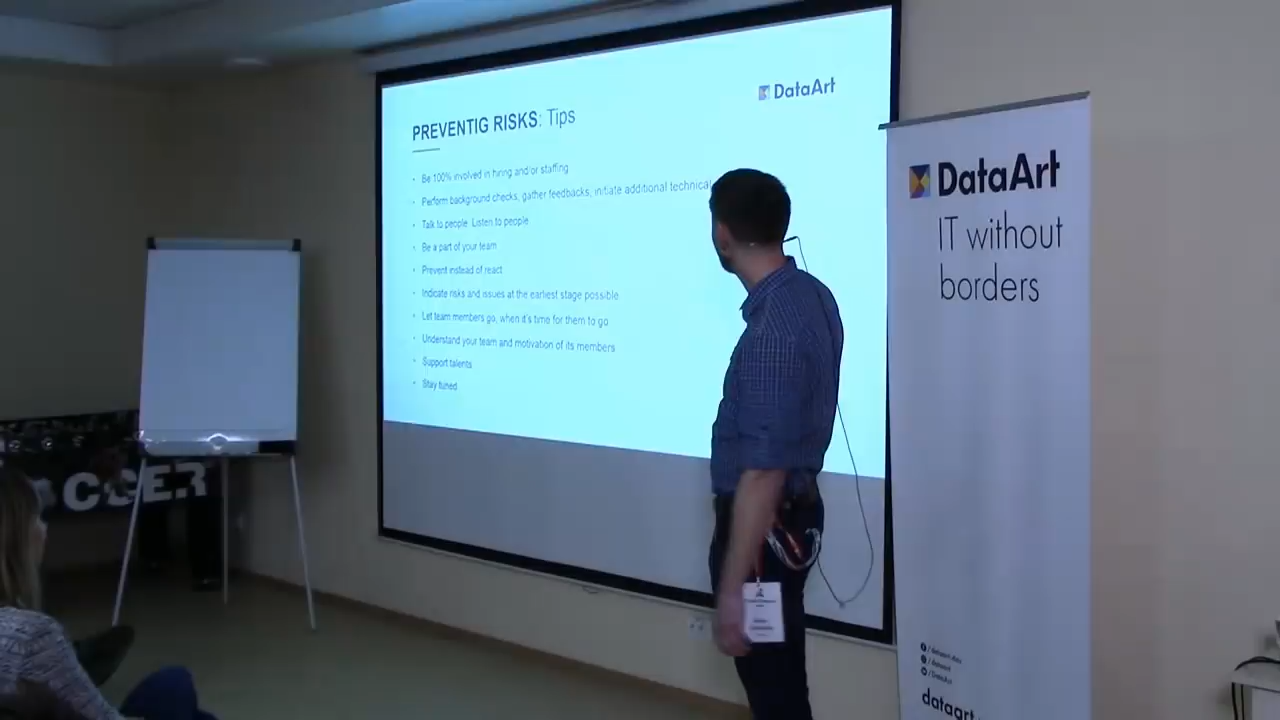 DataArt
PREVENTIG RISKS: Tips
Be 100% involved in hiring and/or staffing
Perform background checks, gather feedbacks, initiate additional technical
Talk to people. Listen to people.
Be a part of your team
Prevent instead of react
Indicate risks and issues at the earliest stage possible
Let team members go, when it's time for them to go
Understand your team and motivation of its members
Support talents
Stay tuned
DataArt
IT without
borders
dataart